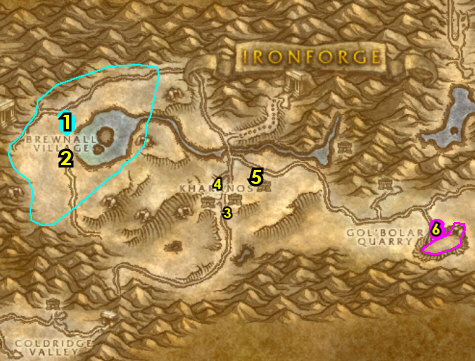 IRONFORGE
1
BREWNALL
VILLAGE
2
4
5
KHARANOS
3
6
GOL'BOLAR
QUARRY
COLDRIDGE
VALLEY